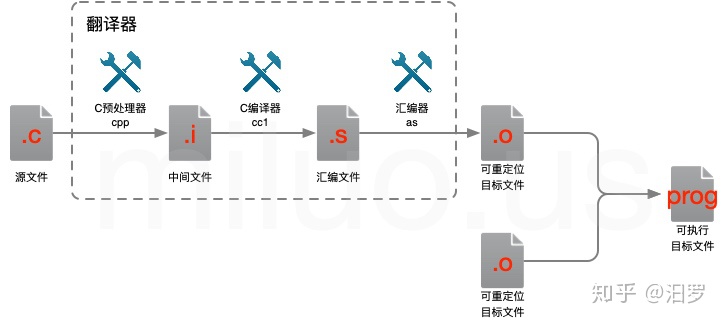 翻译器
C预处理器
cpp
C编译器
cc1
汇编器
as
.c
.i
.s
.o
源文件
中间文件
汇编文件
可重定位
目标文件
prog
可执行
目标文件
.o
可重定位
目标文件
miluo.us
知乎 @汨罗